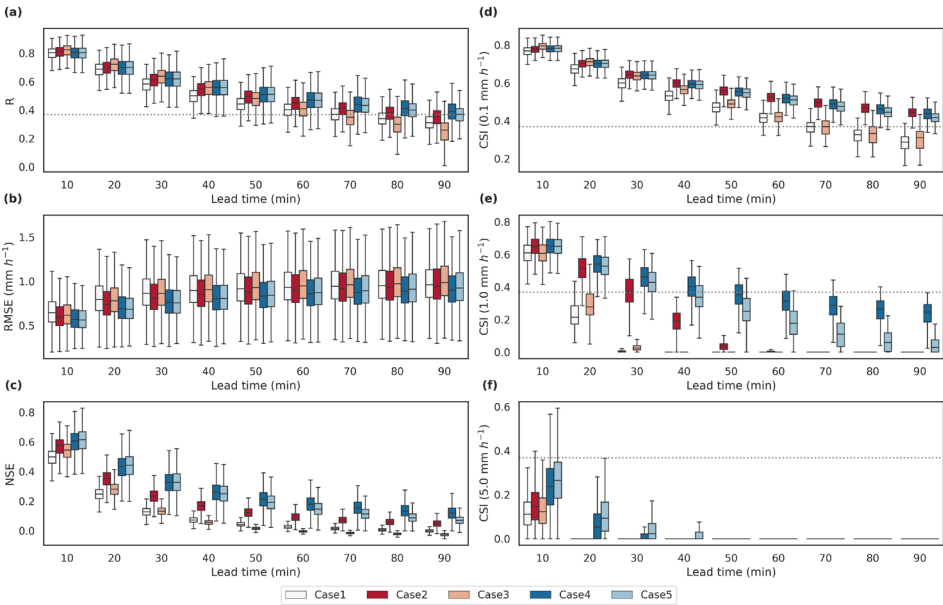 (a)
R
0.8
0.6
0.4
0.2
0.0
10 20 30 40 50 60 70 80 90
Lead time (min)
(b)
RMSE (mm h⁻¹)
1.5
1.0
0.5
10 20 30 40 50 60 70 80 90
Lead time (min)
(c)
NSE
0.8
0.6
0.4
0.2
0.0
10 20 30 40 50 60 70 80 90
Lead time (min)
(d)
CSI (0.1 mm h⁻¹)
0.8
0.6
0.4
0.2
10 20 30 40 50 60 70 80 90
Lead time (min)
(e)
CSI (1.0 mm h⁻¹)
0.8
0.6
0.4
0.2
0.0
10 20 30 40 50 60 70 80 90
Lead time (min)
(f)
CSI (5.0 mm h⁻¹)
0.6
0.4
0.2
0.0
10 20 30 40 50 60 70 80 90
Lead time (min)
Case1 Case2 Case3 Case4 Case5